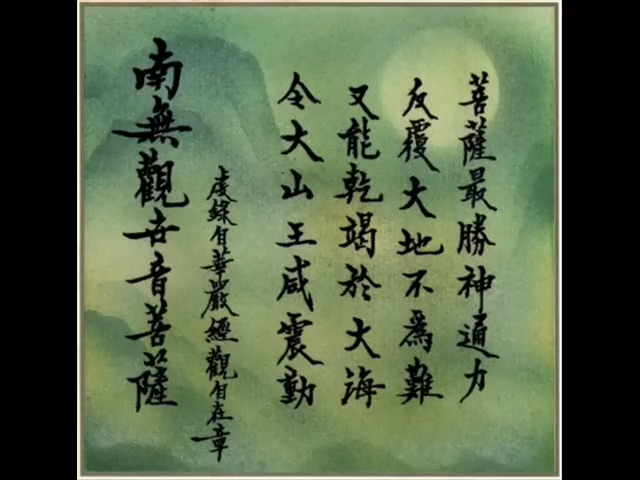 菩薩最勝神通力
反覆大地不為難
又能乾竭於大海
令大山王咸震動
虔錄自華嚴經觀自在章
南無觀世音菩薩